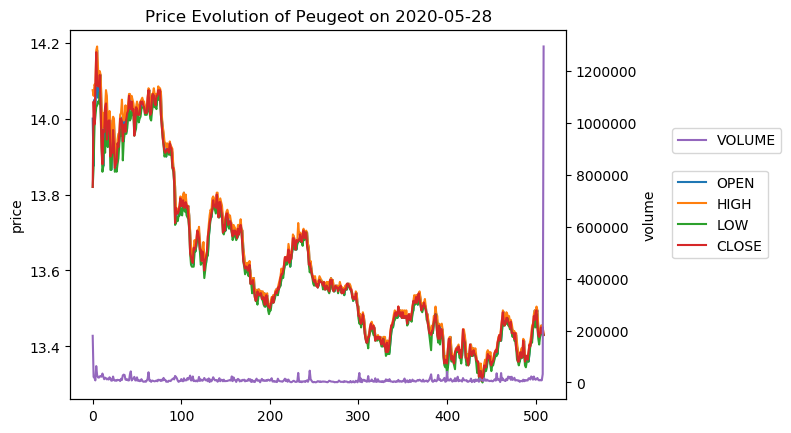 Price Evolution of Peugeot on 2020-05-28
price
14.2
14.0
13.8
13.6
13.4
0
100
200
300
400
500
1200000
1000000
800000
600000
400000
200000
0
volume
VOLUME
OPEN
HIGH
LOW
CLOSE